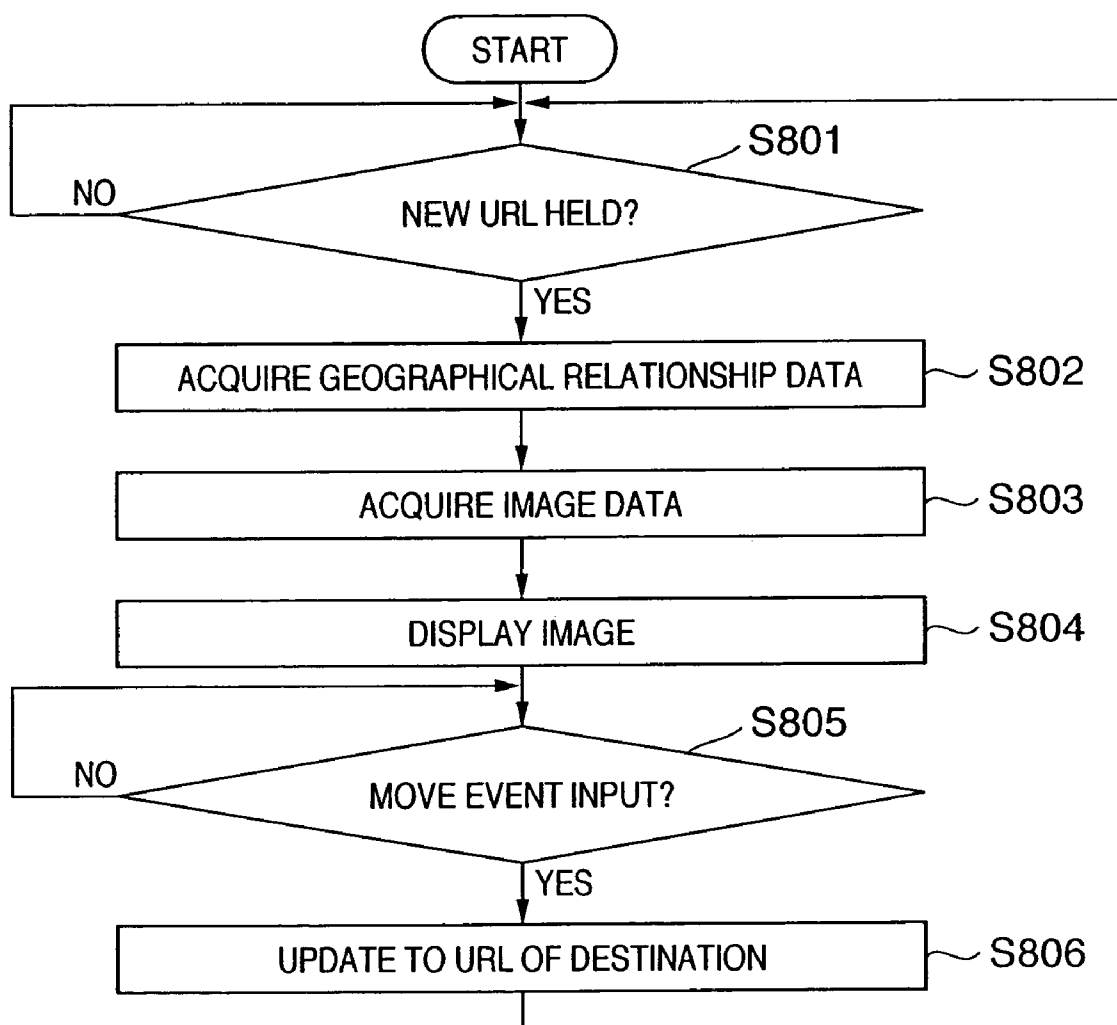 START
S801
NO
NEW URL HELD?
YES
ACQUIRE GEOGRAPHICAL RELATIONSHIP DATA
S802
ACQUIRE IMAGE DATA
S803
DISPLAY IMAGE
S804
S805
NO
MOVE EVENT INPUT?
YES
UPDATE TO URL OF DESTINATION
S806